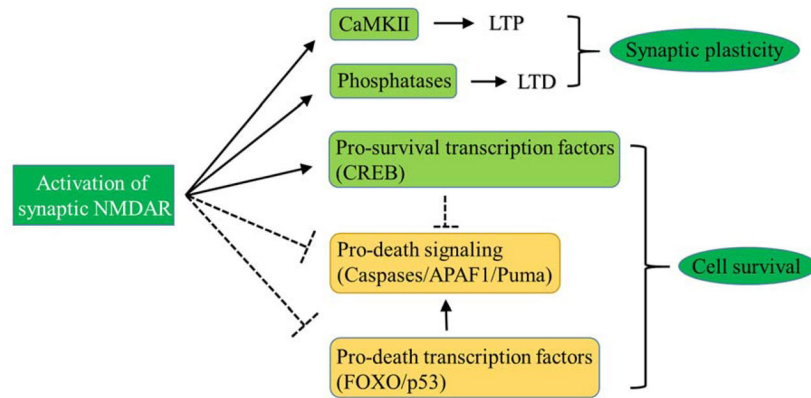 CaMKII
LTP
Synaptic plasticity
Phosphatases
LTD
Pro-survival transcription factors
(CREB)
Activation of
synaptic NMDAR
Pro-death signaling
(Caspases/APAF1/Puma)
Cell survival
Pro-death transcription factors
(FOXO/p53)